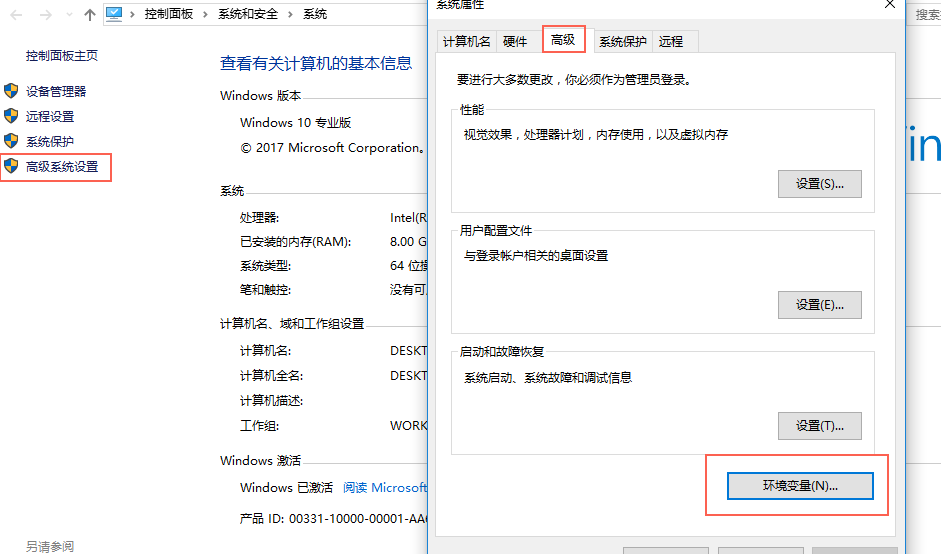 控制面板 › 系统和安全 › 系统
搜索
控制面板主页
设备管理器
远程设置
系统保护
高级系统设置
另请参阅
查看有关计算机的基本信息
Windows 版本
Windows 10 专业版
© 2017 Microsoft Corporation。
系统
处理器: Intel(R
已安装的内存(RAM): 8.00 G
系统类型: 64 位操
笔和触控: 没有可
计算机名、域和工作组设置
计算机名: DESKT
计算机全名: DESKT
计算机描述:
工作组: WORK
Windows 激活
Windows 已激活 阅读 Microsoft
产品 ID: 00331-10000-00001-AA
系统属性
计算机名 硬件 高级 系统保护 远程
要进行大多数更改，你必须作为管理员登录。
性能
视觉效果，处理器计划，内存使用，以及虚拟内存
设置(S)...
用户配置文件
与登录帐户相关的桌面设置
设置(E)...
启动和故障恢复
系统启动、系统故障和调试信息
设置(T)...
环境变量(N)...
in